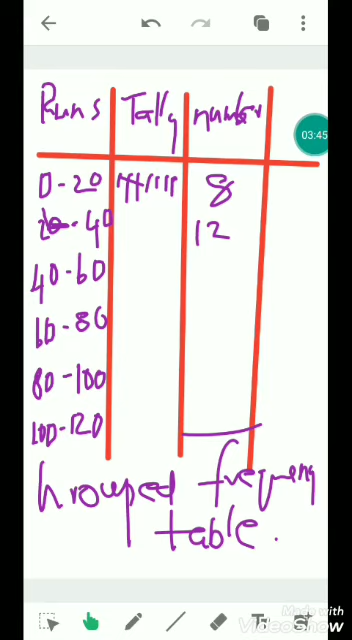 Runs Tally number
03:45
0-20 8
20-40 12
40-60
60-80
80-100
100-120
Grouped frequency
table.
Made with
VideoShow